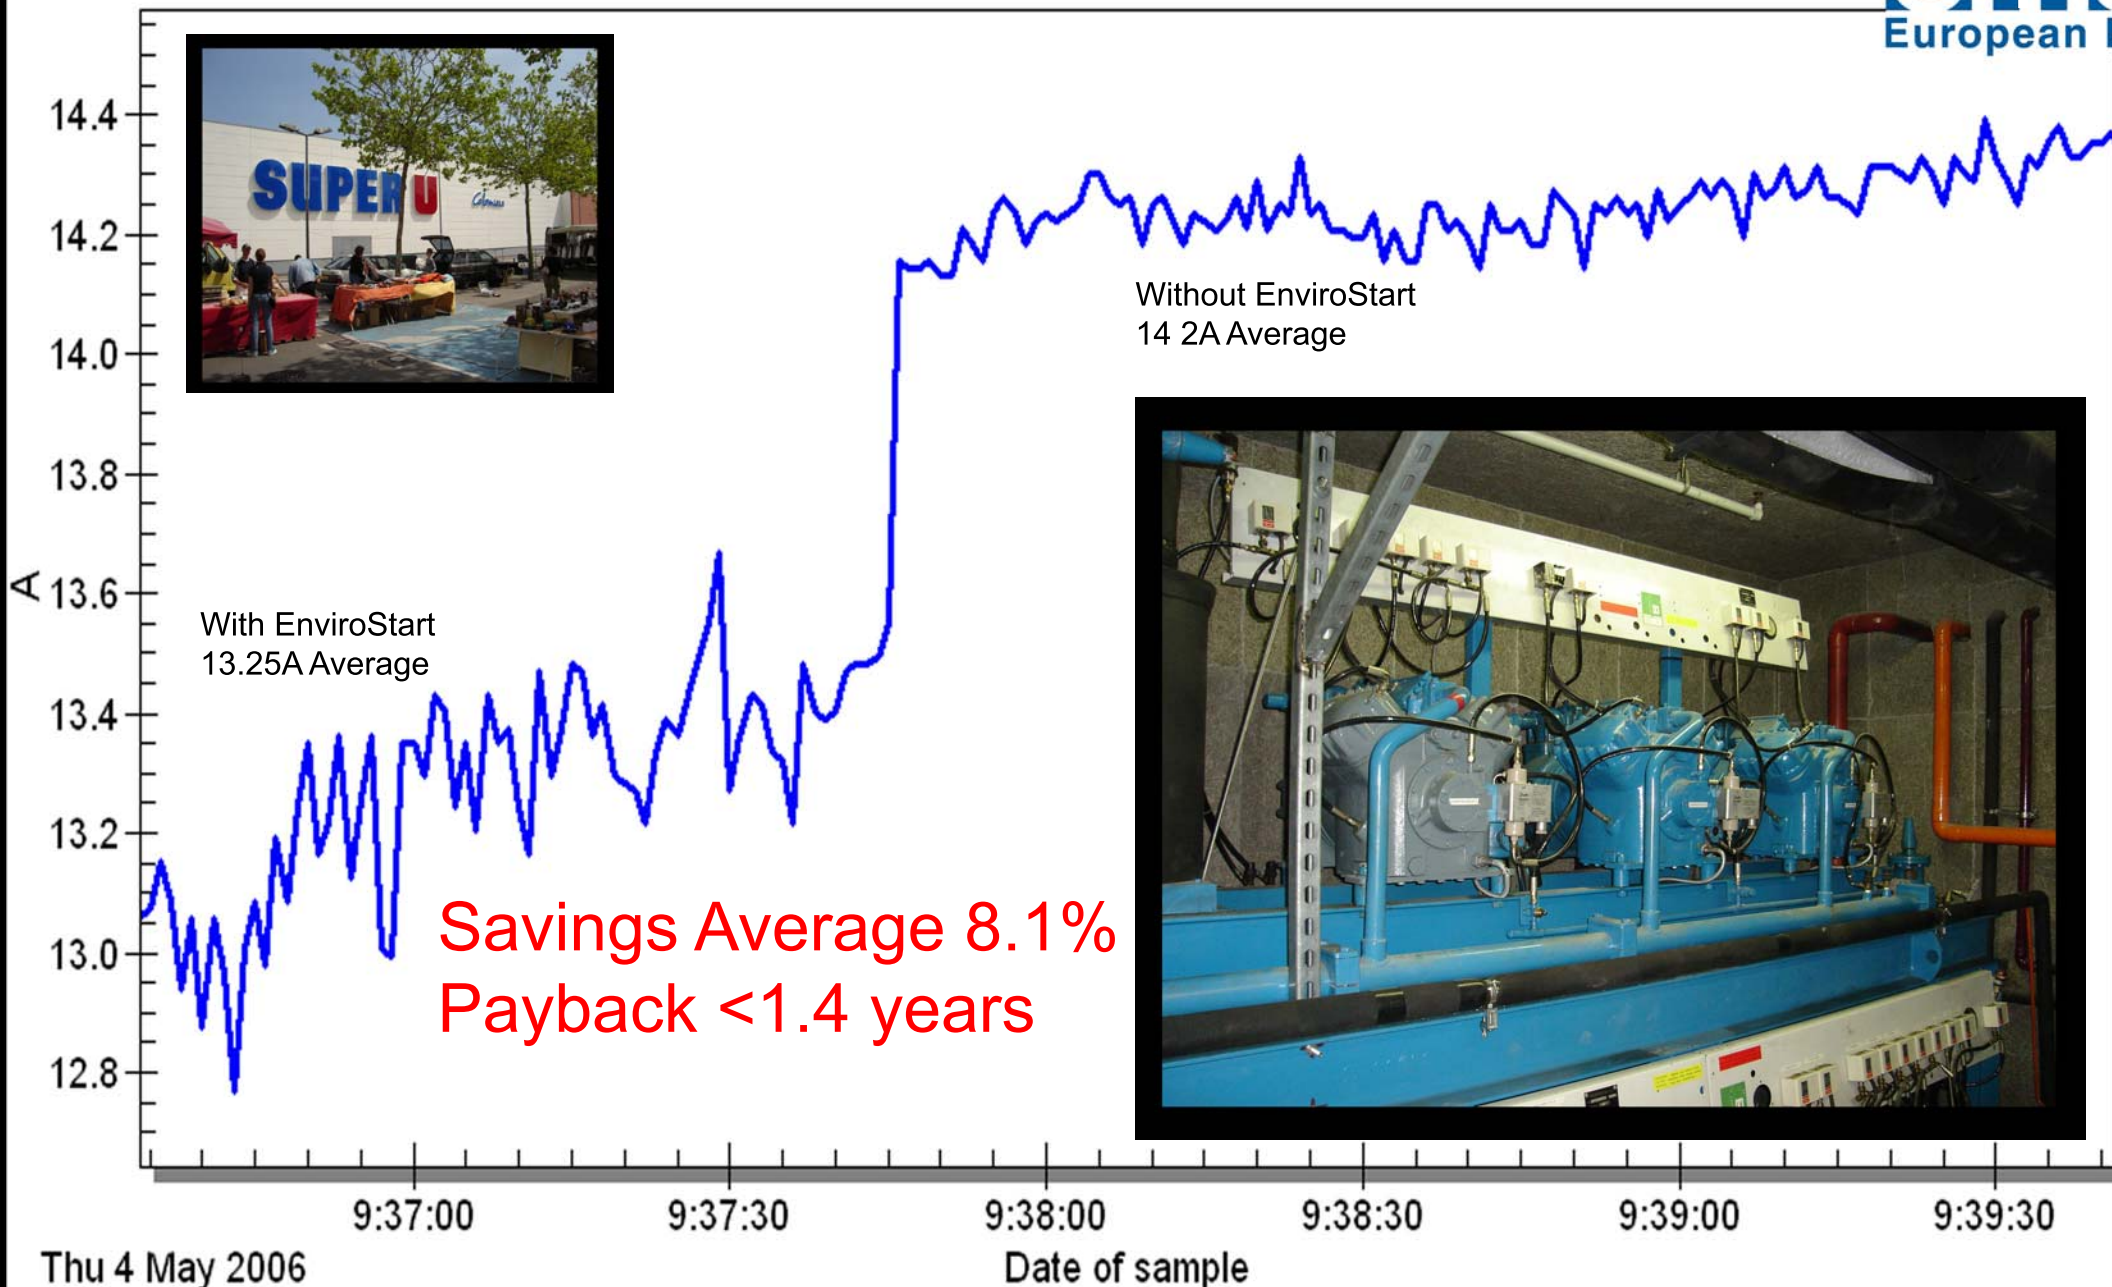 European
SUPER U
14.4
14.2
14.0
13.8
13.6
13.4
13.2
13.0
12.8
A
Without EnviroStart
14 2A Average
With EnviroStart
13.25A Average
Savings Average 8.1%
Payback <1.4 years
9:37:00
9:37:30
9:38:00
9:38:30
9:39:00
9:39:30
Thu 4 May 2006
Date of sample